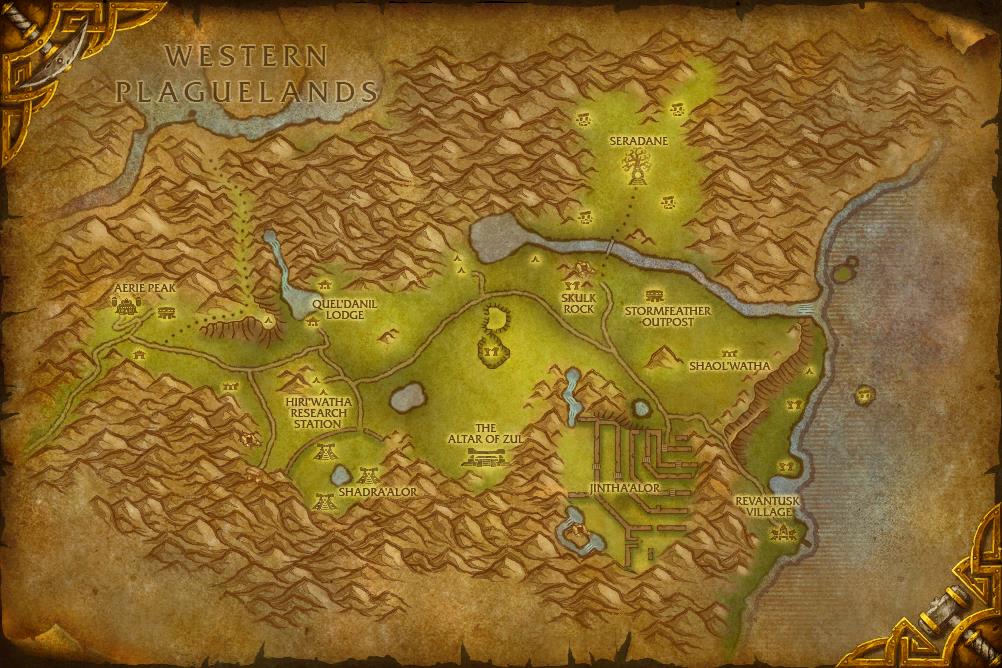 WESTERN
PLAGUELANDS
SERADANE
AERIE PEAK
QUEL'DANIL
LODGE
SKULK
ROCK
STORMFEATHER
OUTPOST
SHAOL'WATHA
HIRI'WATHA
RESEARCH
STATION
THE
ALTAR OF ZUL
SHADRA'ALOR
JINTHA'ALOR
REVANTUSK
VILLAGE